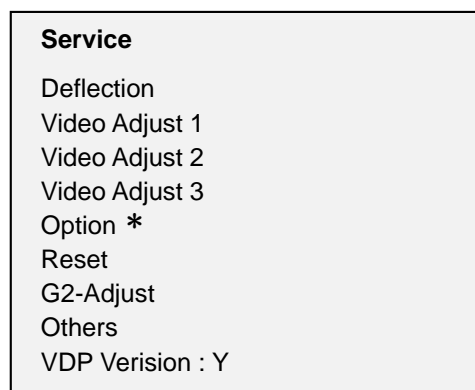 Service
Deflection
Video Adjust 1
Video Adjust 2
Video Adjust 3
Option *
Reset
G2-Adjust
Others
VDP Verision : Y